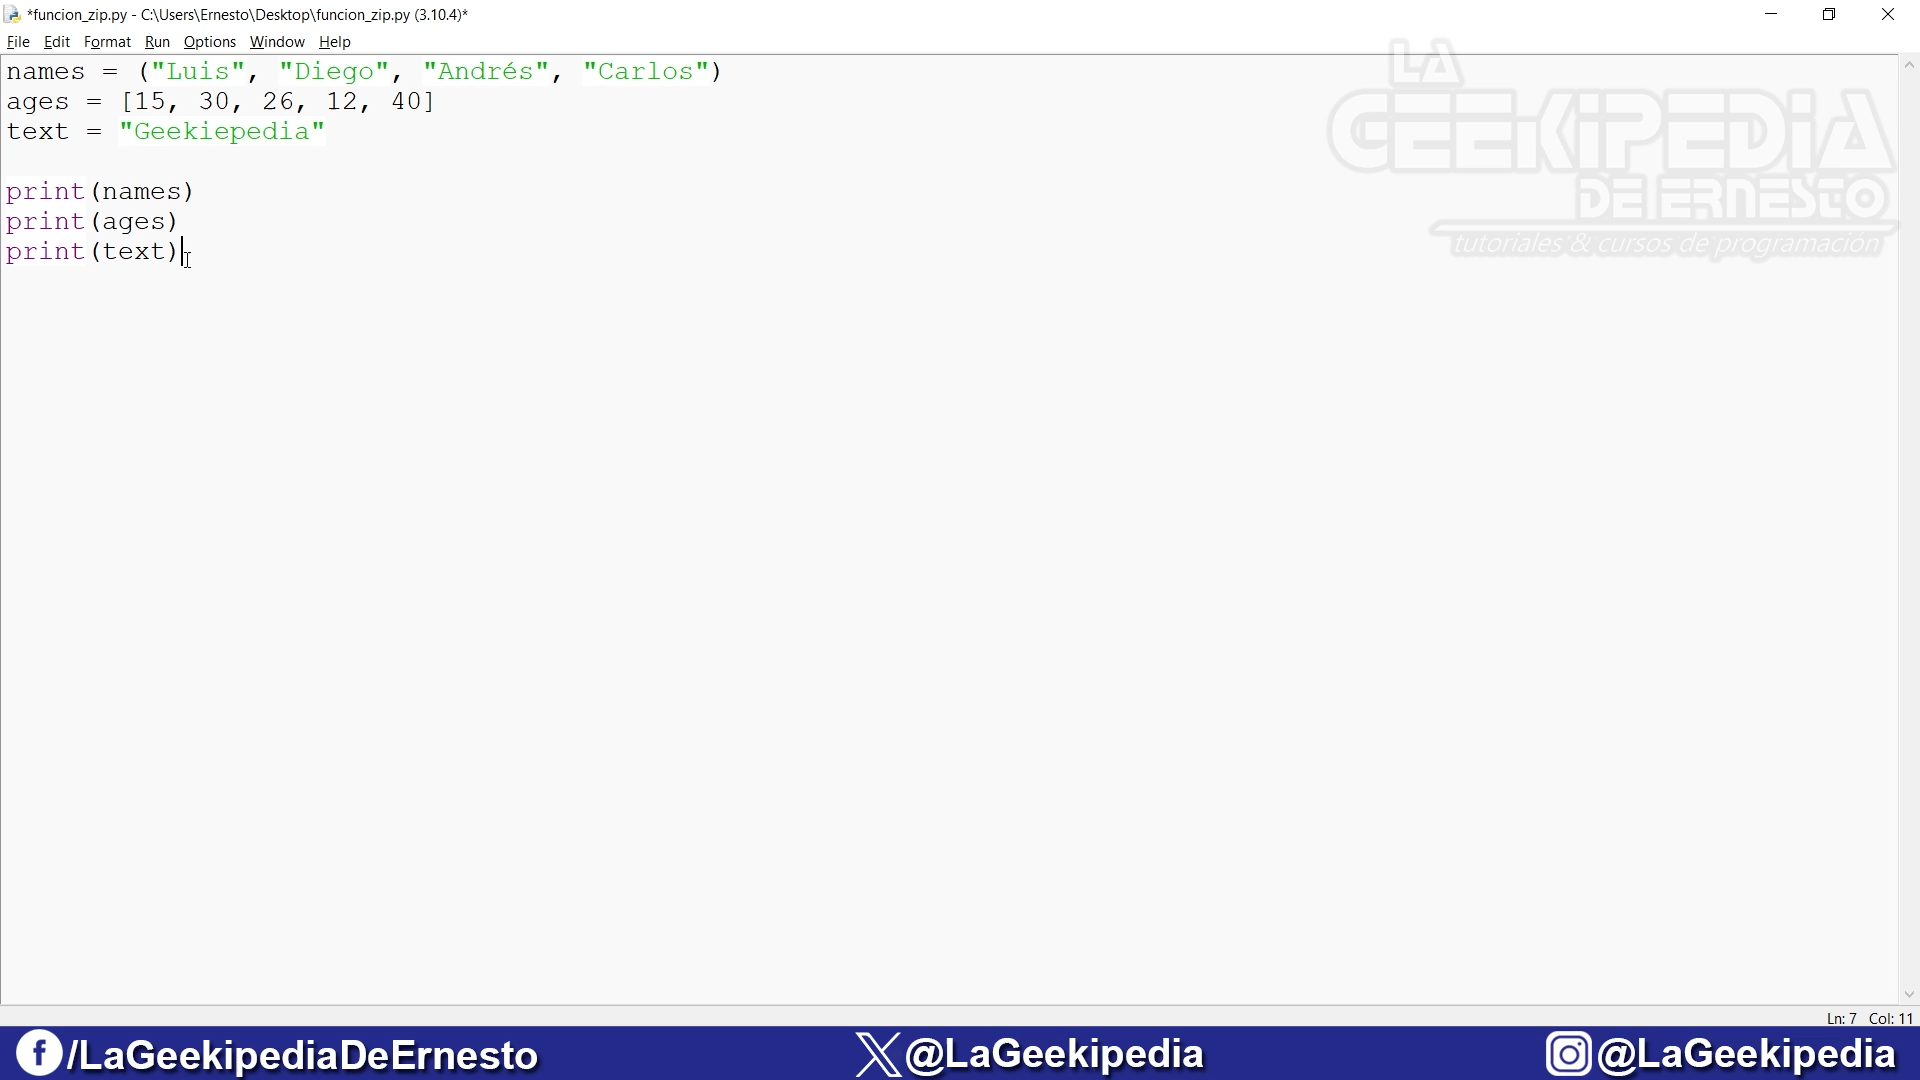 *funcion_zip.py - C:\Users\Ernesto\Desktop\funcion_zip.py (3.10.4)*
File Edit Format Run Options Window Help
names = ("Luis", "Diego", "Andrés", "Carlos")
ages = [15, 30, 26, 12, 40]
text = "Geekiepedia"
print(names)
print(ages)
print(text)
LA
GEEKIPEDIA
DE ERNESTO
tutoriales & cursos de programación
Ln: 7 Col: 11
/LaGeekipediaDeErnesto
@LaGeekipedia
@LaGeekipedia